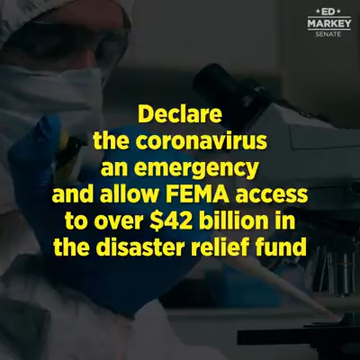 ★ED★
MARKEY
SENATE
Declare
the coronavirus
an emergency
and allow FEMA access
to over $42 billion in
the disaster relief fund